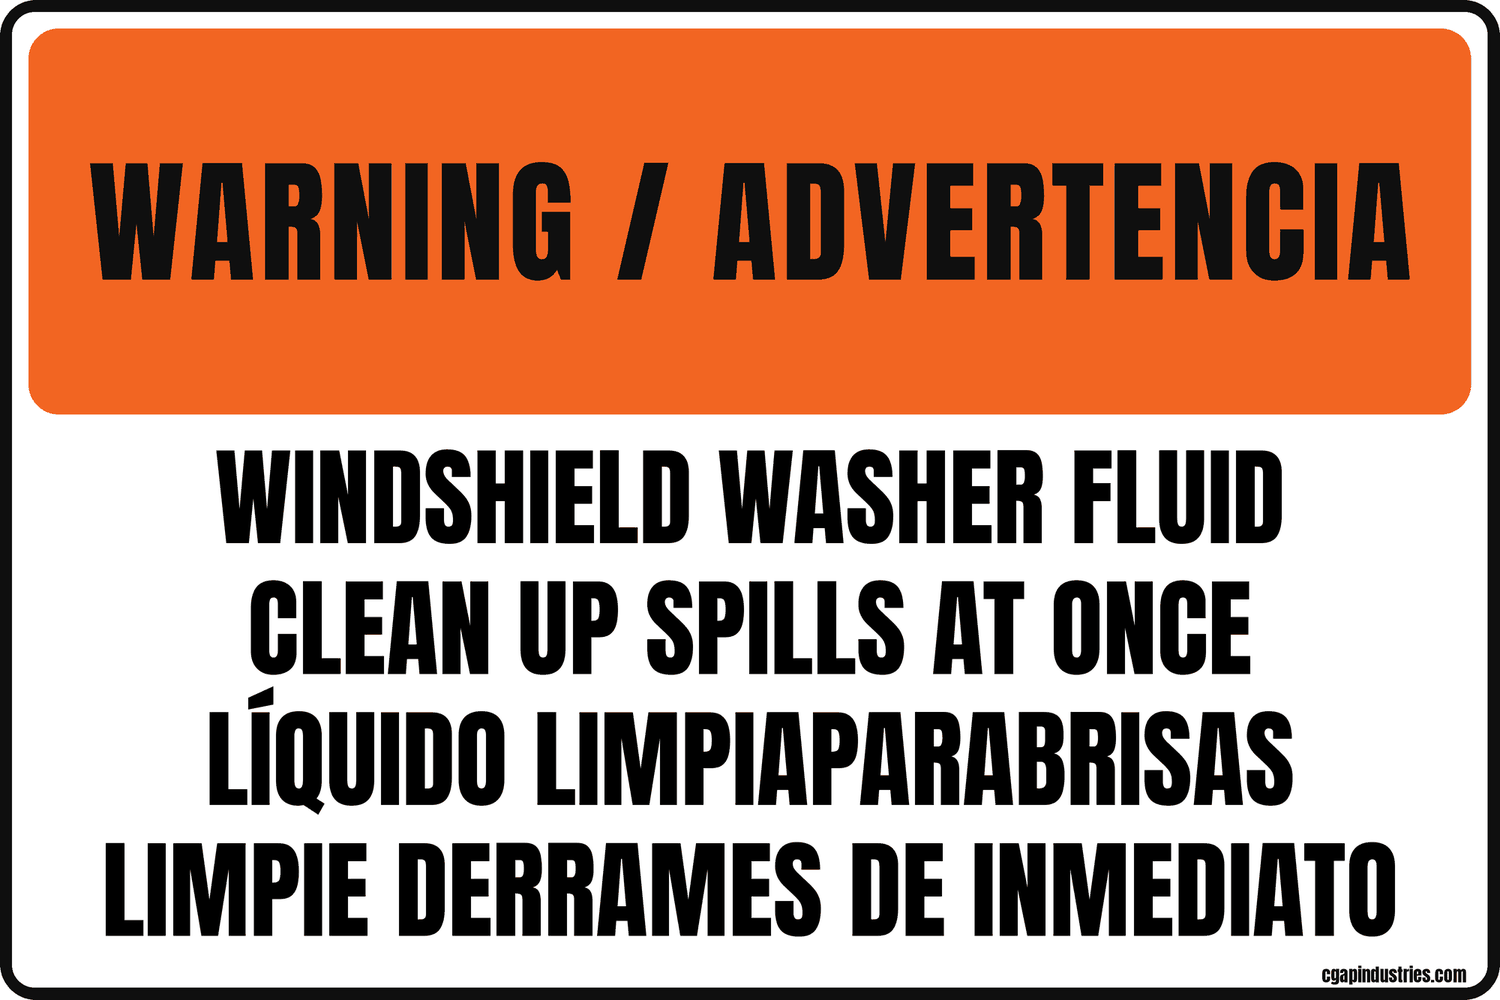 WARNING / ADVERTENCIA
WINDSHIELD WASHER FLUID
CLEAN UP SPILLS AT ONCE
LÍQUIDO LIMPIAPARABRISAS
LIMPIE DERRAMES DE INMEDIATO
cgapindustries.com